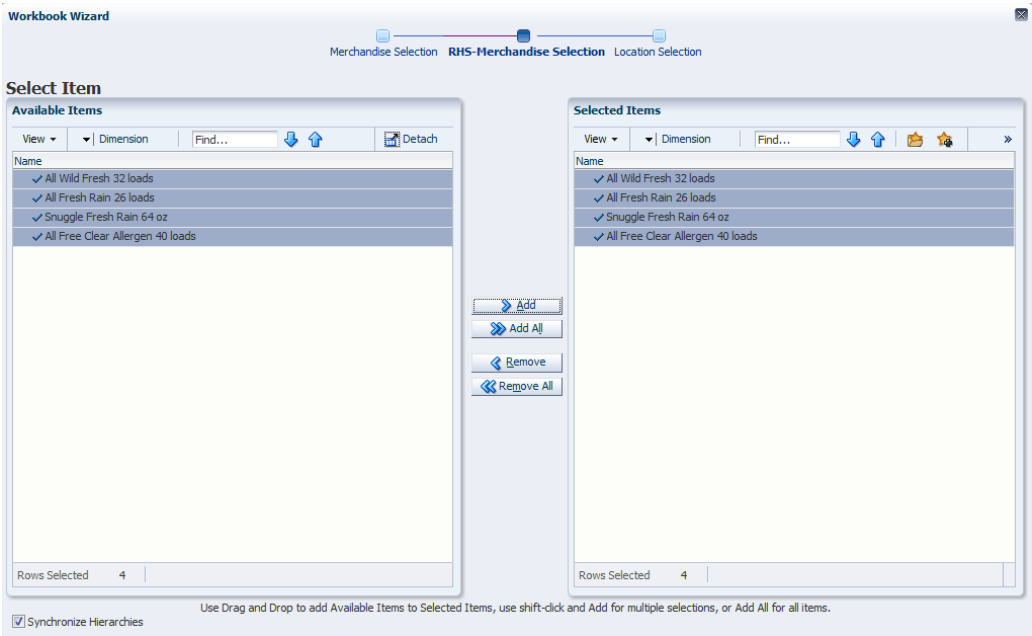 Workbook Wizard
Merchandise Selection RHS-Merchandise Selection Location Selection
Select Item
Available Items
View Dimension Find... Detach
Name
All Wild Fresh 32 loads
All Fresh Rain 26 loads
Snuggle Fresh Rain 64 oz
All Free Clear Allergen 40 loads
Rows Selected 4
Add
Add All
Remove
Remove All
Selected Items
View Dimension Find... »
Name
All Wild Fresh 32 loads
All Fresh Rain 26 loads
Snuggle Fresh Rain 64 oz
All Free Clear Allergen 40 loads
Rows Selected 4
Use Drag and Drop to add Available Items to Selected Items, use shift-click and Add for multiple selections, or Add All for all items.
Synchronize Hierarchies